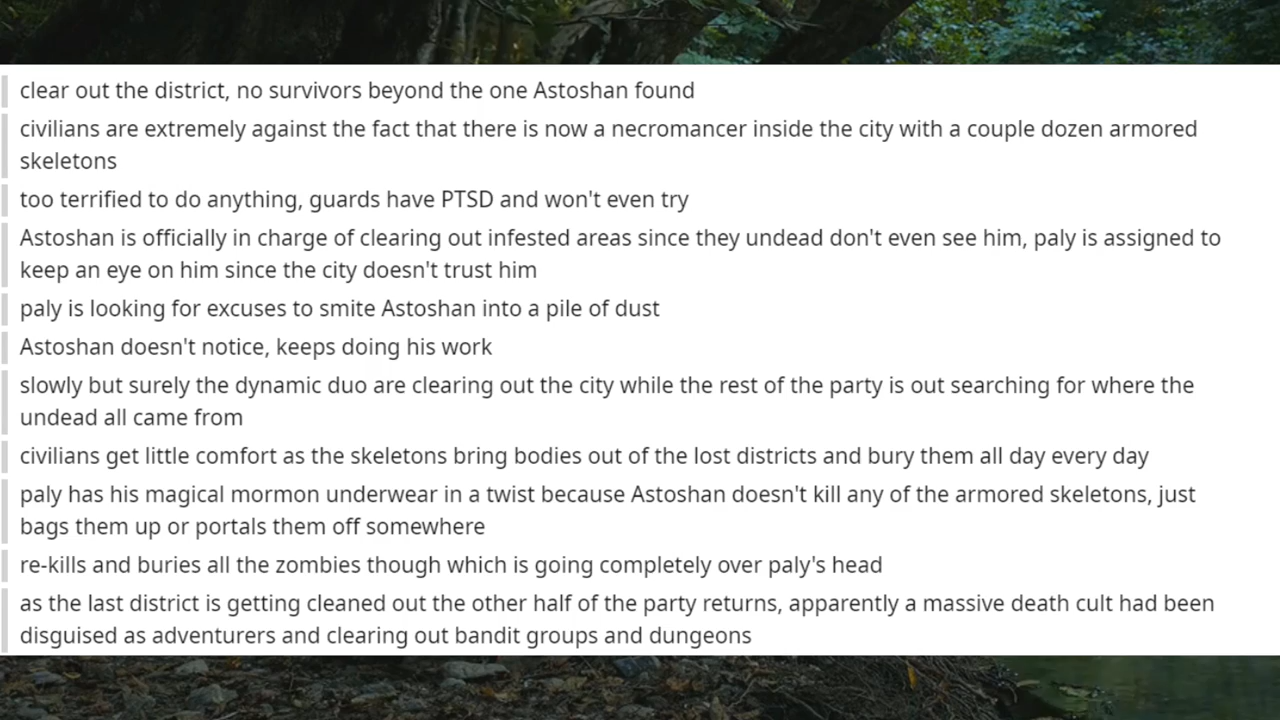 clear out the district, no survivors beyond the one Astoshan found
civilians are extremely against the fact that there is now a necromancer inside the city with a couple dozen armored
skeletons
too terrified to do anything, guards have PTSD and won't even try
Astoshan is officially in charge of clearing out infested areas since they undead don't even see him, paly is assigned to
keep an eye on him since the city doesn't trust him
paly is looking for excuses to smite Astoshan into a pile of dust
Astoshan doesn't notice, keeps doing his work
slowly but surely the dynamic duo are clearing out the city while the rest of the party is out searching for where the
undead all came from
civilians get little comfort as the skeletons bring bodies out of the lost districts and bury them all day every day
paly has his magical mormon underwear in a twist because Astoshan doesn't kill any of the armored skeletons, just
bags them up or portals them off somewhere
re-kills and buries all the zombies though which is going completely over paly's head
as the last district is getting cleaned out the other half of the party returns, apparently a massive death cult had been
disguised as adventurers and clearing out bandit groups and dungeons